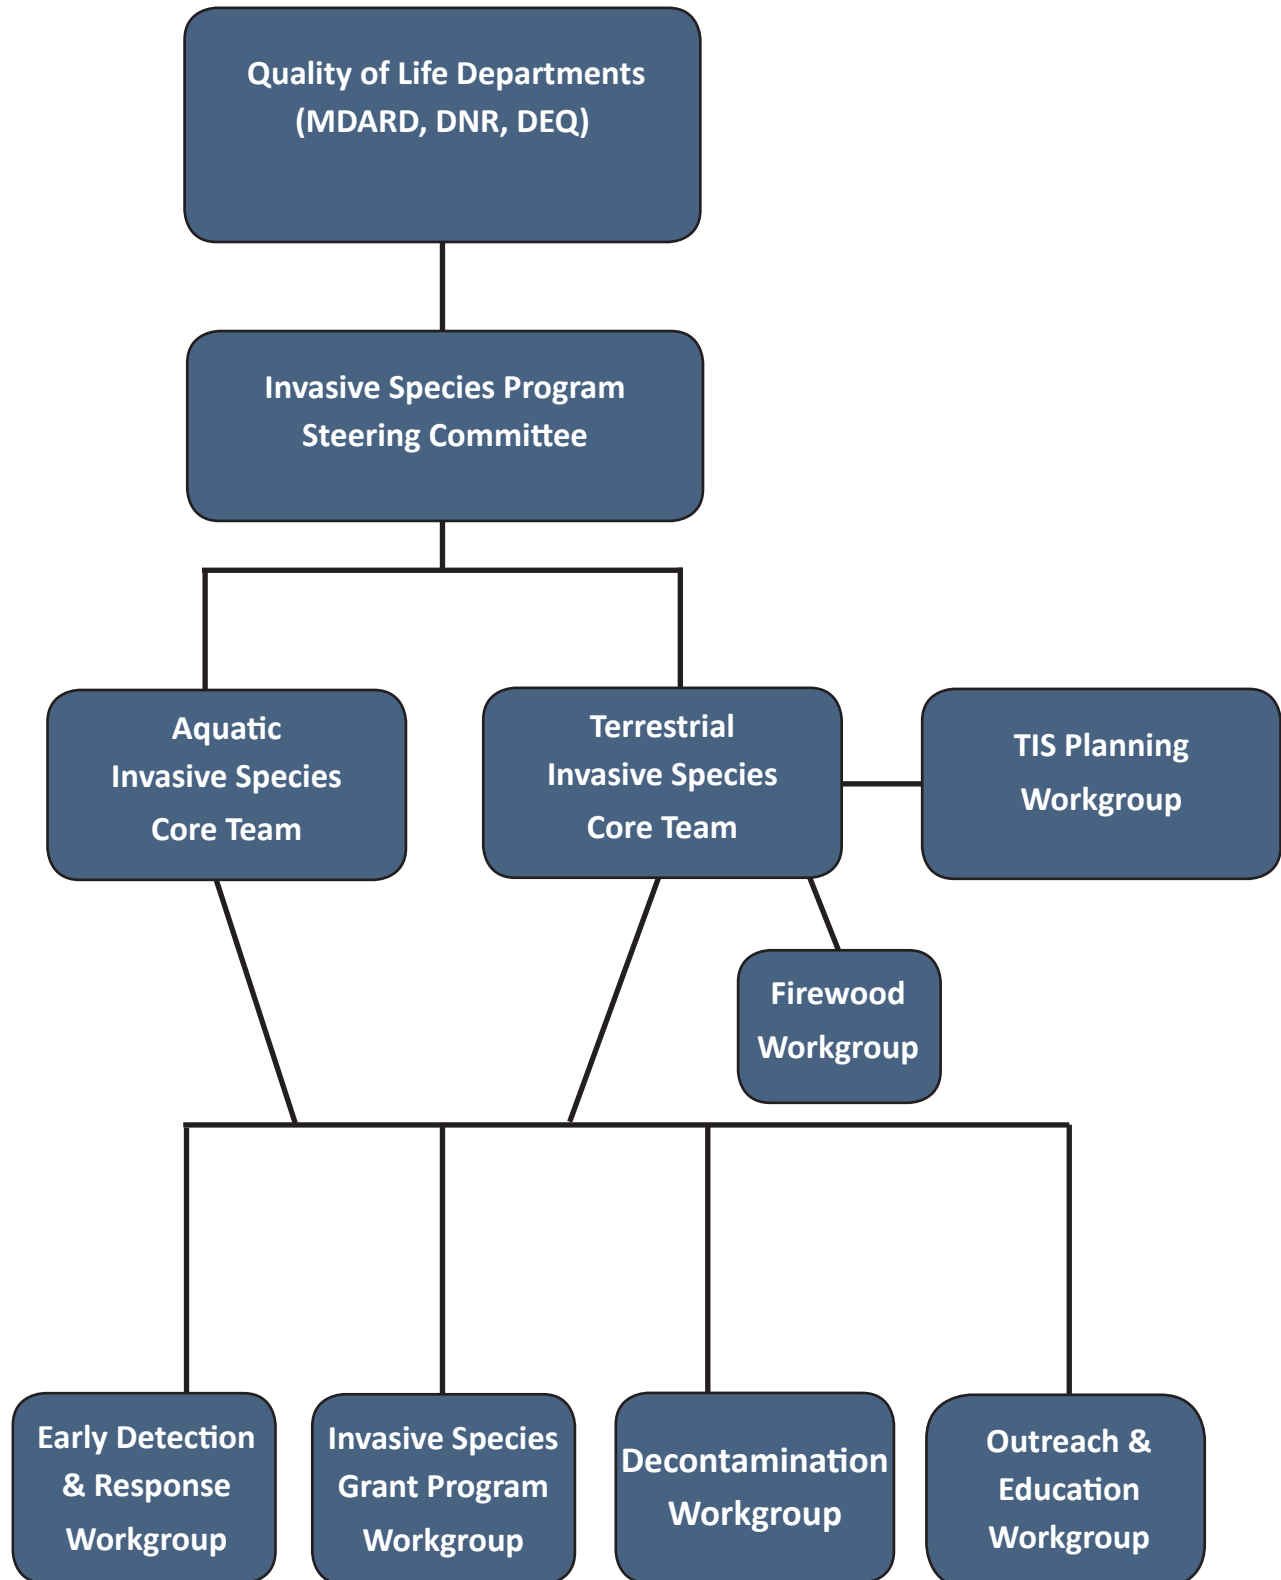 Quality of Life Departments
(MDARD, DNR, DEQ)
Invasive Species Program
Steering Committee
Aquatic
Invasive Species
Core Team
Terrestrial
Invasive Species
Core Team
TIS Planning
Workgroup
Firewood
Workgroup
Early Detection
& Response
Workgroup
Invasive Species
Grant Program
Workgroup
Decontamination
Workgroup
Outreach &
Education
Workgroup